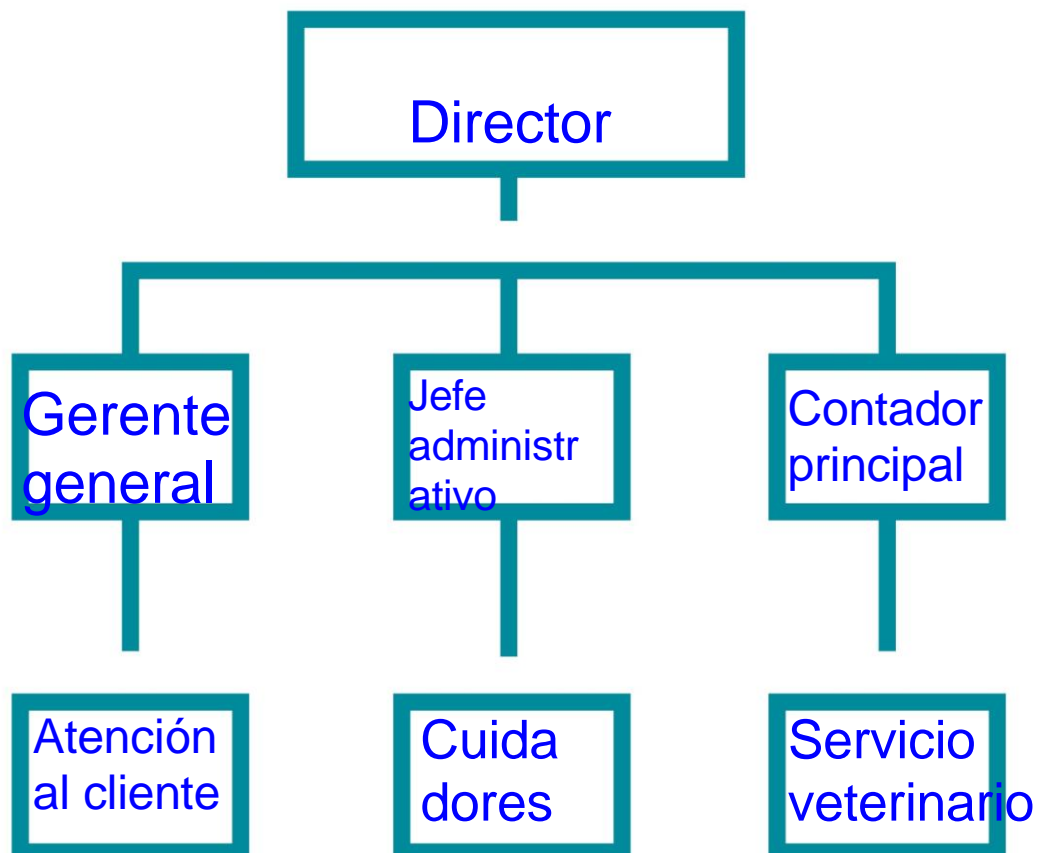 Director
Gerente
general
Jefe
administr
ativo
Contador
principal
Atención
al cliente
Cuida
dores
Servicio
veterinario